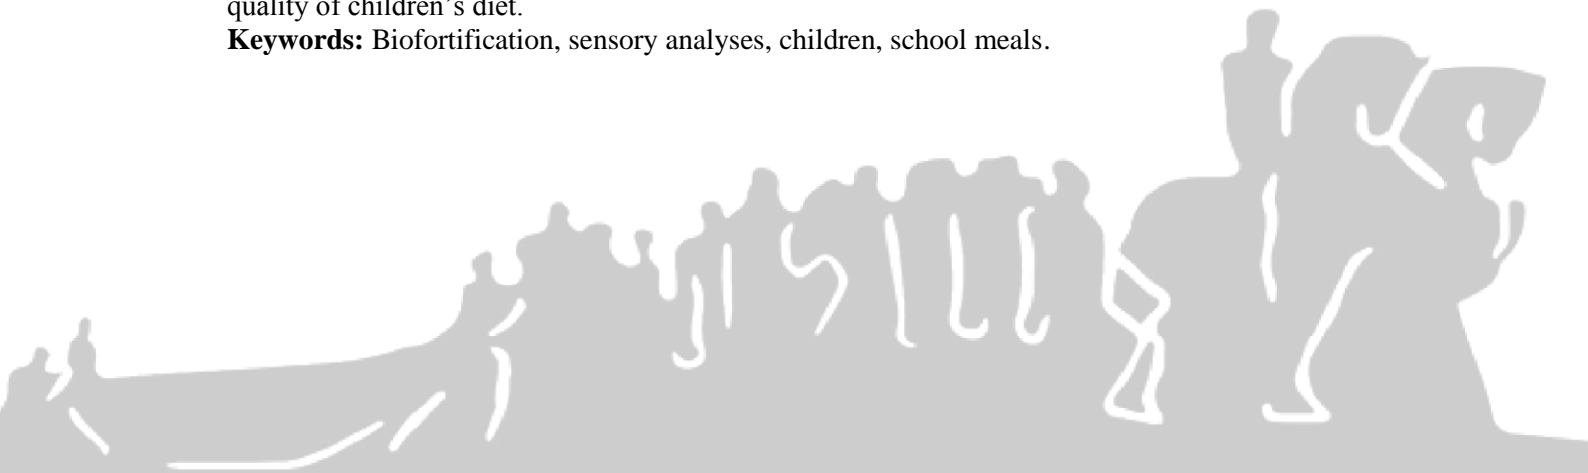 quality of children's diet.
Keywords: Biofortification, sensory analyses, children, school meals.